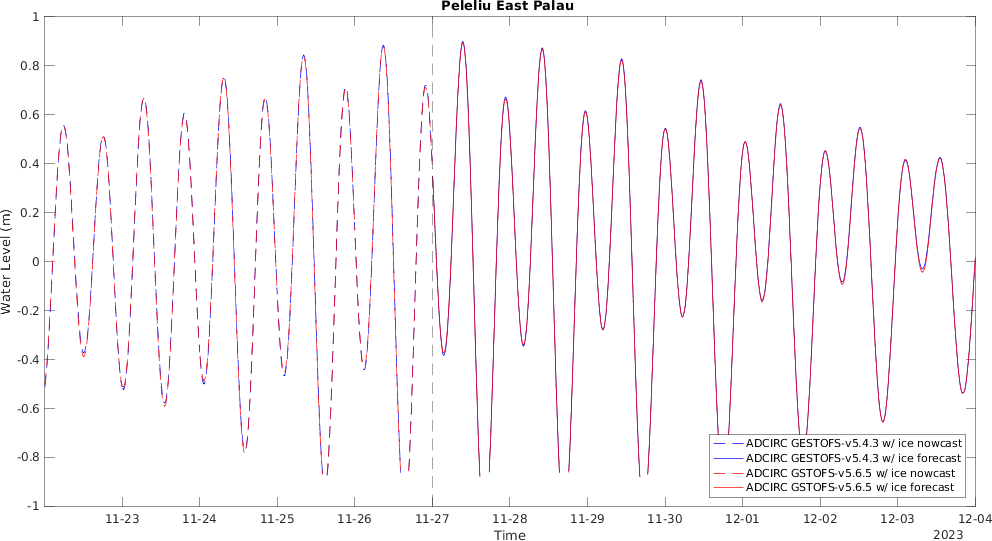 Peleliu East Palau
1
0.8
0.6
0.4
0.2
0
-0.2
-0.4
-0.6
-0.8
-1
Water Level (m)
ADCIRC GESTOFS-v5.4.3 w/ ice nowcast
ADCIRC GESTOFS-v5.4.3 w/ ice forecast
ADCIRC GSTOFS-v5.6.5 w/ ice nowcast
ADCIRC GSTOFS-v5.6.5 w/ ice forecast
11-23 11-24 11-25 11-26 11-27 11-28 11-29 11-30 12-01 12-02 12-03 12-04
Time
2023